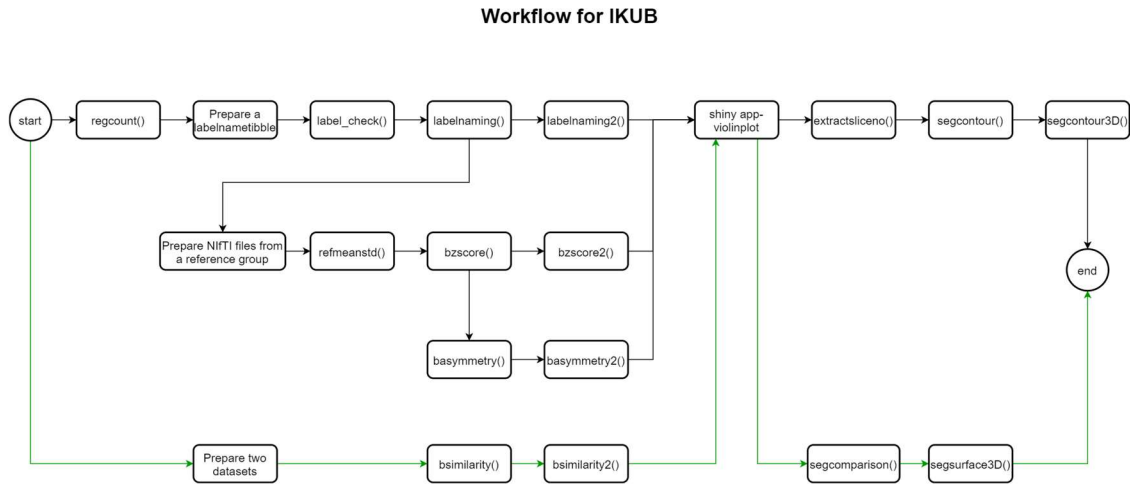 Workflow for IKUB
start
regcount()
Prepare a
labelnametibble
label_check()
labelnaming()
labelnaming2()
shiny app-
violinplot
extractsliceno()
segcontour()
segcontour3D()
Prepare NIfTI files from
a reference group
refmeanstd()
bzscore()
bzscore2()
end
basymmetry()
basymmetry2()
Prepare two
datasets
bsimilarity()
bsimilarity2()
segcomparison()
segsurface3D()